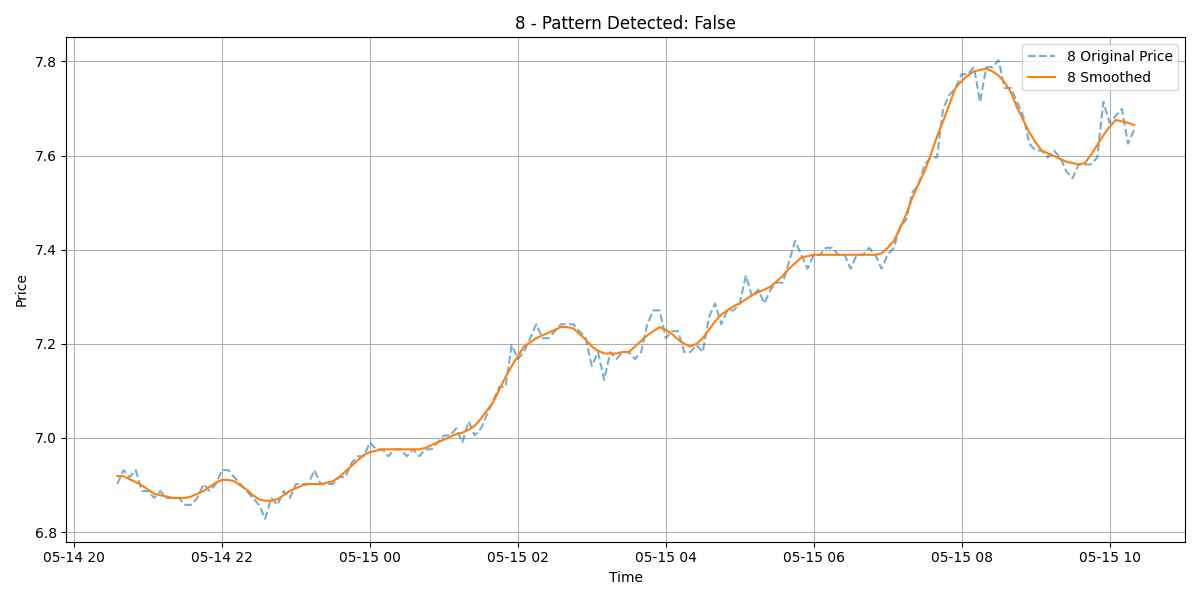 8 - Pattern Detected: False
8 Original Price
8 Smoothed
Price
7.8
7.6
7.4
7.2
7.0
6.8
05-14 20 05-14 22 05-15 00 05-15 02 05-15 04 05-15 06 05-15 08 05-15 10
Time